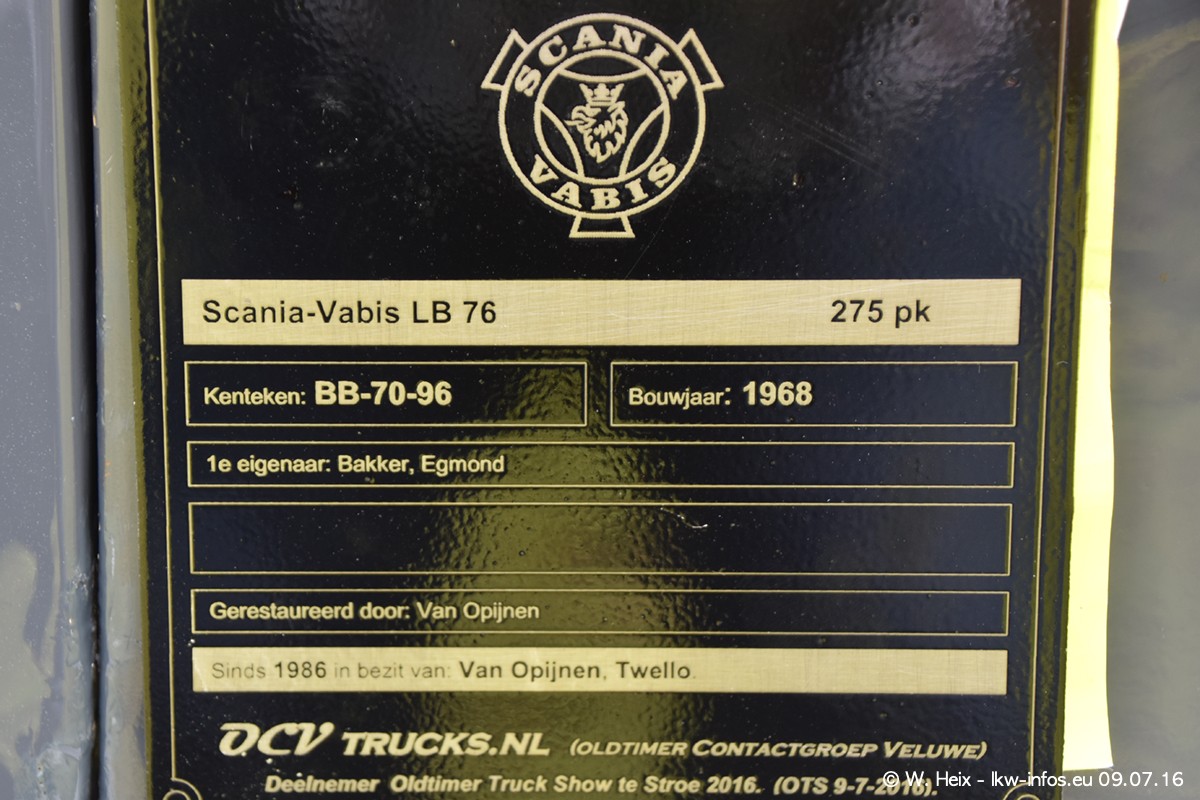 SCANIA
VABIS
Scania-Vabis LB 76 275 pk
Kenteken: BB-70-96 Bouwjaar: 1968
1e eigenaar: Bakker, Egmond
Gerestaureerd door: Van Opijnen
Sinds 1986 in bezit van: Van Opijnen, Twello.
OCV TRUCKS.NL (OLDTIMER CONTACTGROEP VELUWE)
Deelnemer Oldtimer Truck Show te Stroe 2016. (OTS 9-7-2016).
© W. Heix - lkw-infos.eu 09.07.16